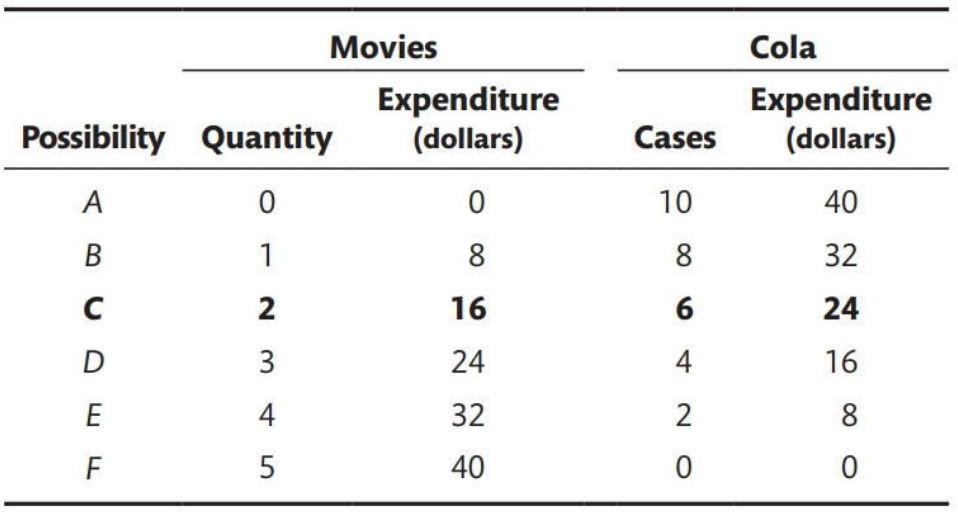 Movies Cola
Expenditure Expenditure
Possibility Quantity (dollars) Cases (dollars)
A 0 0 10 40
B 1 8 8 32
C 2 16 6 24
D 3 24 4 16
E 4 32 2 8
F 5 40 0 0